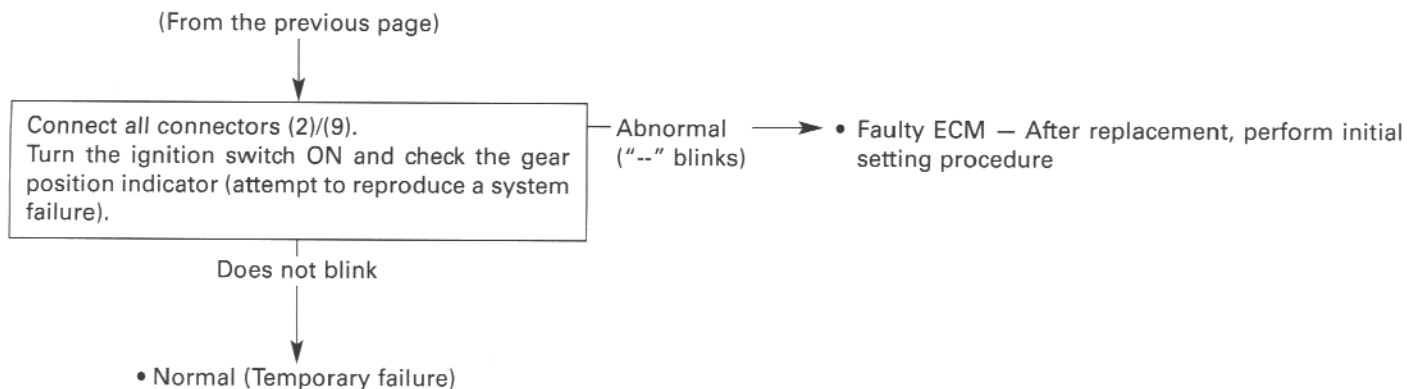 (From the previous page)
Connect all connectors (2)/(9).
Turn the ignition switch ON and check the gear
position indicator (attempt to reproduce a system
failure).
Abnormal
("--" blinks)
• Faulty ECM — After replacement, perform initial
setting procedure
Does not blink
• Normal (Temporary failure)